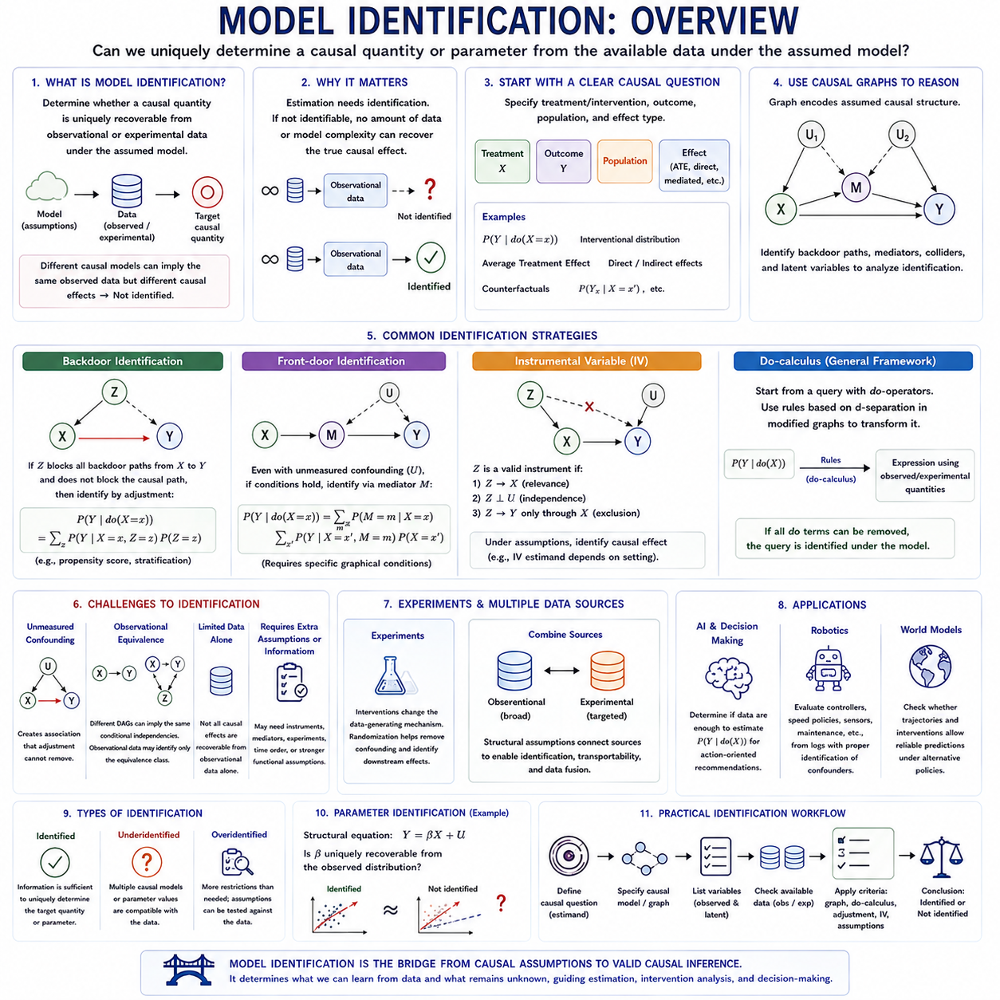 MODEL IDENTIFICATION: OVERVIEW
Can we uniquely determine a causal quantity or parameter from the available data under the assumed model?
1. WHAT IS MODEL IDENTIFICATION?
Determine whether a causal quantity
is uniquely recoverable from
observational or experimental data
under the assumed model.
Model
(assumptions)
Data
(observed /
experimental)
Target
causal
quantity
Different causal models can imply the
same observed data but different causal
effects → Not identified.
2. WHY IT MATTERS
Estimation needs identification.
If not identifiable, no amount of data
or model complexity can recover
the true causal effect.
∞
Observational
data
?
Not identified
∞
Observational
data
Identified
3. START WITH A CLEAR CAUSAL QUESTION
Specify treatment/intervention, outcome,
population, and effect type.
Treatment
X
Outcome
Y
Population
Effect
(ATE, direct,
mediated, etc.)
Examples
P(Y | do(X=x)) Interventional distribution
Average Treatment Effect Direct / Indirect effects
Counterfactuals P(Yₓ | X = x′) , etc.
4. USE CAUSAL GRAPHS TO REASON
Graph encodes assumed causal structure.
U₁ U₂
M
X Y
Identify backdoor paths, mediators, colliders,
and latent variables to analyze identification.
5. COMMON IDENTIFICATION STRATEGIES
Backdoor Identification
Z
X Y
If Z blocks all backdoor paths from X to Y
and does not block the causal path,
then identify by adjustment:
P(Y | do(X=x))
= ∑z P(Y | X=x, Z=z) P(Z=z)
(e.g., propensity score, stratification)
Front-door Identification
U
X M Y
Even with unmeasured confounding (U),
if conditions hold, identify via mediator M:
P(Y | do(X=x)) = ∑m P(M = m | X = x)
∑x′ P(Y | X = x′, M = m) P(X = x′)
(Requires specific graphical conditions)
Instrumental Variable (IV)
Z U
X
X Y
Z is a valid instrument if:
1) Z → X (relevance)
2) Z ⊥ U (independence)
3) Z → Y only through X (exclusion)
Under assumptions, identify causal effect
(e.g., IV estimand depends on setting).
Do-calculus (General Framework)
Start from a query with do-operators.
Use rules based on d-separation in
modified graphs to transform it.
P(Y | do(X))
Rules
(do-calculus)
Expression using
observed/experimental
quantities
If all do terms can be removed,
the query is identified under the model.
6. CHALLENGES TO IDENTIFICATION
Unmeasured
Confounding
U
X Y
Creates association
that adjustment
cannot remove.
Observational
Equivalence
X Y X Y
Z
Different DAGs can imply the same
conditional independencies.
Observational data may identify only
the equivalence class.
Limited Data
Alone
Not all causal
effects are
recoverable from
observational
data alone.
Requires Extra
Assumptions or
Informatiom
May need instruments,
mediators, experiments,
time order, or stronger
functional assumptions.
7. EXPERIMENTS & MULTIPLE DATA SOURCES
Experiments
Interventions change the
data-generating mechanism.
Randomization helps remove
confounding and identify
downstream effects.
Combine Sources
Obserentional
(broad)
Experimental
(targeted)
Structural assumptions connect sources
to enable identification, transportability,
and data fusion.
8. APPLICATIONS
AI & Decision
Making
Determine if data are
enough to estimate
P(Y | do(X)) for
action-oriented
recommendations.
Robotics
Evaluate controllers,
speed policies, sensors,
maintenance, etc.,
from logs with proper
identification of
confounders.
World Models
Check whether
trajectories and
interventions allow
reliable predictions
under alternative
policies.
9. TYPES OF IDENTIFICATION
Identified
Information is sufficient
to uniquely determine
the target quantity
or parameter.
Underidentified
?
Multiple causal models
or parameter values
are compatible with
the data.
Overidentified
More restrictions than
needed; assumptions
can be tested against
the data.
10. PARAMETER IDENTIFICATION (Example)
Structural equation: Y = βX + U
Is β uniquely recoverable from
the observed distribution?
Identified
≈
Not identified
?
11. PRACTICAL IDENTIFICATION WORKFLOW
Define
causal question
(estimand)
Specify causal
model / graph
List variables
(observed &
latent)
Check available
data (obs / exp)
Apply criteria:
graph, do-calculus,
adjustment, IV,
assumptions
Conclusion:
Identified or
Not identified
MODEL IDENTIFICATION IS THE BRIDGE FROM CAUSAL ASSUMPTIONS TO VALID CAUSAL INFERENCE.
It determines what we can learn from data and what remains unknown, guiding estimation, intervention analysis, and decision-making.